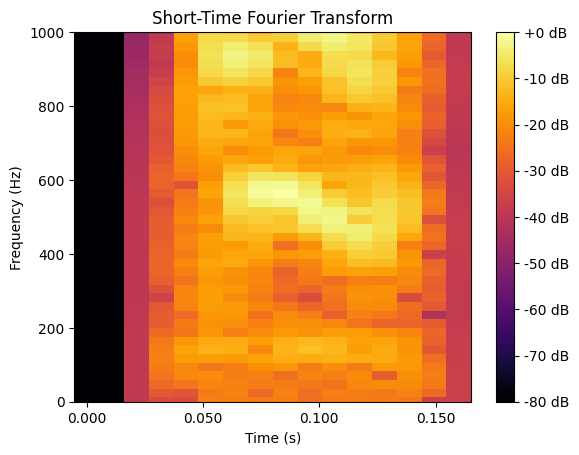 Short-Time Fourier Transform
Frequency (Hz)
1000
800
600
400
200
0
0.000
0.050
0.100
0.150
Time (s)
+0 dB
-10 dB
-20 dB
-30 dB
-40 dB
-50 dB
-60 dB
-70 dB
-80 dB